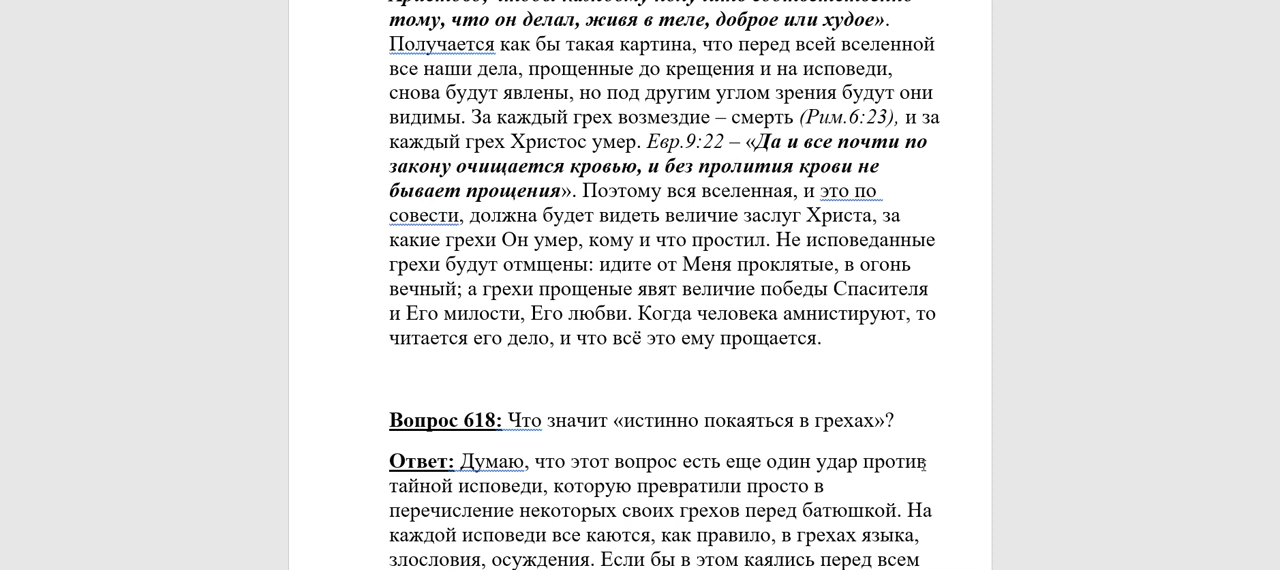 тому, что он делал, живя в теле, доброе или худое».
Получается как бы такая картина, что перед всей вселенной
все наши дела, прощенные до крещения и на исповеди,
снова будут явлены, но под другим углом зрения будут они
видимы. За каждый грех возмездие – смерть (Рим.6:23), и за
каждый грех Христос умер. Евр.9:22 – «Да и все почти по
закону очищается кровью, и без пролития крови не
бывает прощения». Поэтому вся вселенная, и это по
совести, должна будет видеть величие заслуг Христа, за
какие грехи Он умер, кому и что простил. Не исповеданные
грехи будут отмщены: идите от Меня проклятые, в огонь
вечный; а грехи прощеные явят величие победы Спасителя
и Его милости, Его любви. Когда человека амнистируют, то
читается его дело, и что всё это ему прощается.
Вопрос 618: Что значит «истинно покаяться в грехах»?
Ответ: Думаю, что этот вопрос есть еще один удар против
тайной исповеди, которую превратили просто в
перечисление некоторых своих грехов перед батюшкой. На
каждой исповеди все каются, как правило, в грехах языка,
злословия, осуждения. Если бы в этом каялись перед всем